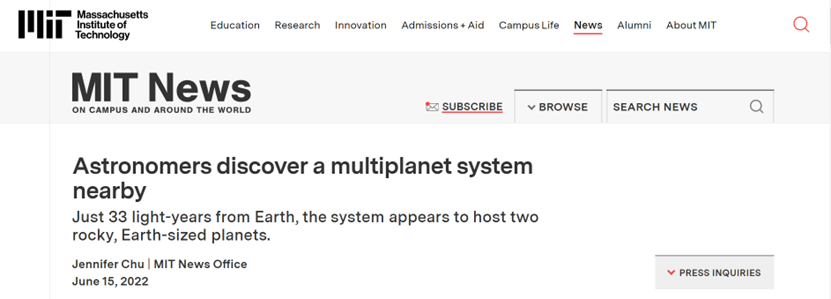 Massachusetts
Institute of
Technology
Education Research Innovation Admissions + Aid Campus Life News Alumni About MIT
MIT News
ON CAMPUS AND AROUND THE WORLD
SUBSCRIBE BROWSE SEARCH NEWS
Astronomers discover a multiplanet system
nearby
Just 33 light-years from Earth, the system appears to host two
rocky, Earth-sized planets.
Jennifer Chu | MIT News Office
June 15, 2022
PRESS INQUIRIES